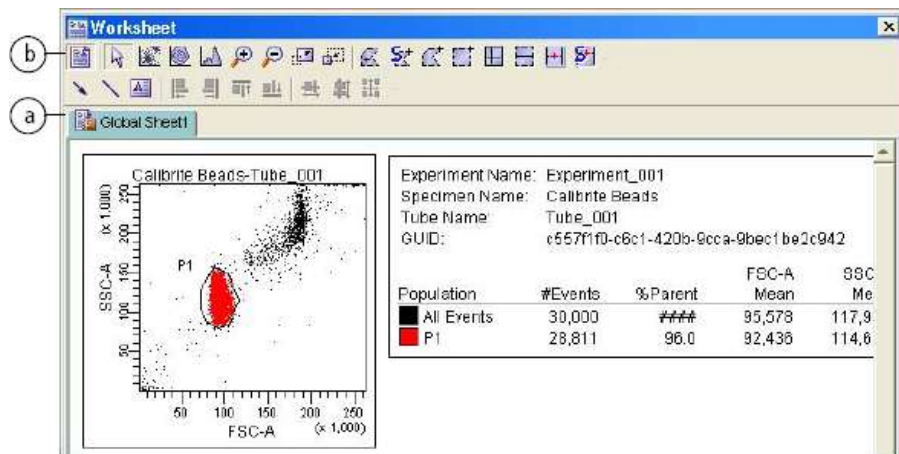 Worksheet
b
a
Global Sheet1
Calibrite Beads-Tube_001
SSC-A
(x 1,000)
50 100 150 200 250
P1
50 100 150 200 250
FSC-A
(x 1,000)
Experiment Name: Experiment_001
Specimen Name: Calibrite Beads
Tube Name: Tube_001
GUID: c557f1f0-c6c1-420b-9cca-9bec1be2c942
FSC-A SSC
Population #Events %Parent Mean Me
All Events 30,000 #### 95,578 117,9
P1 28,811 96.0 92,436 114,6